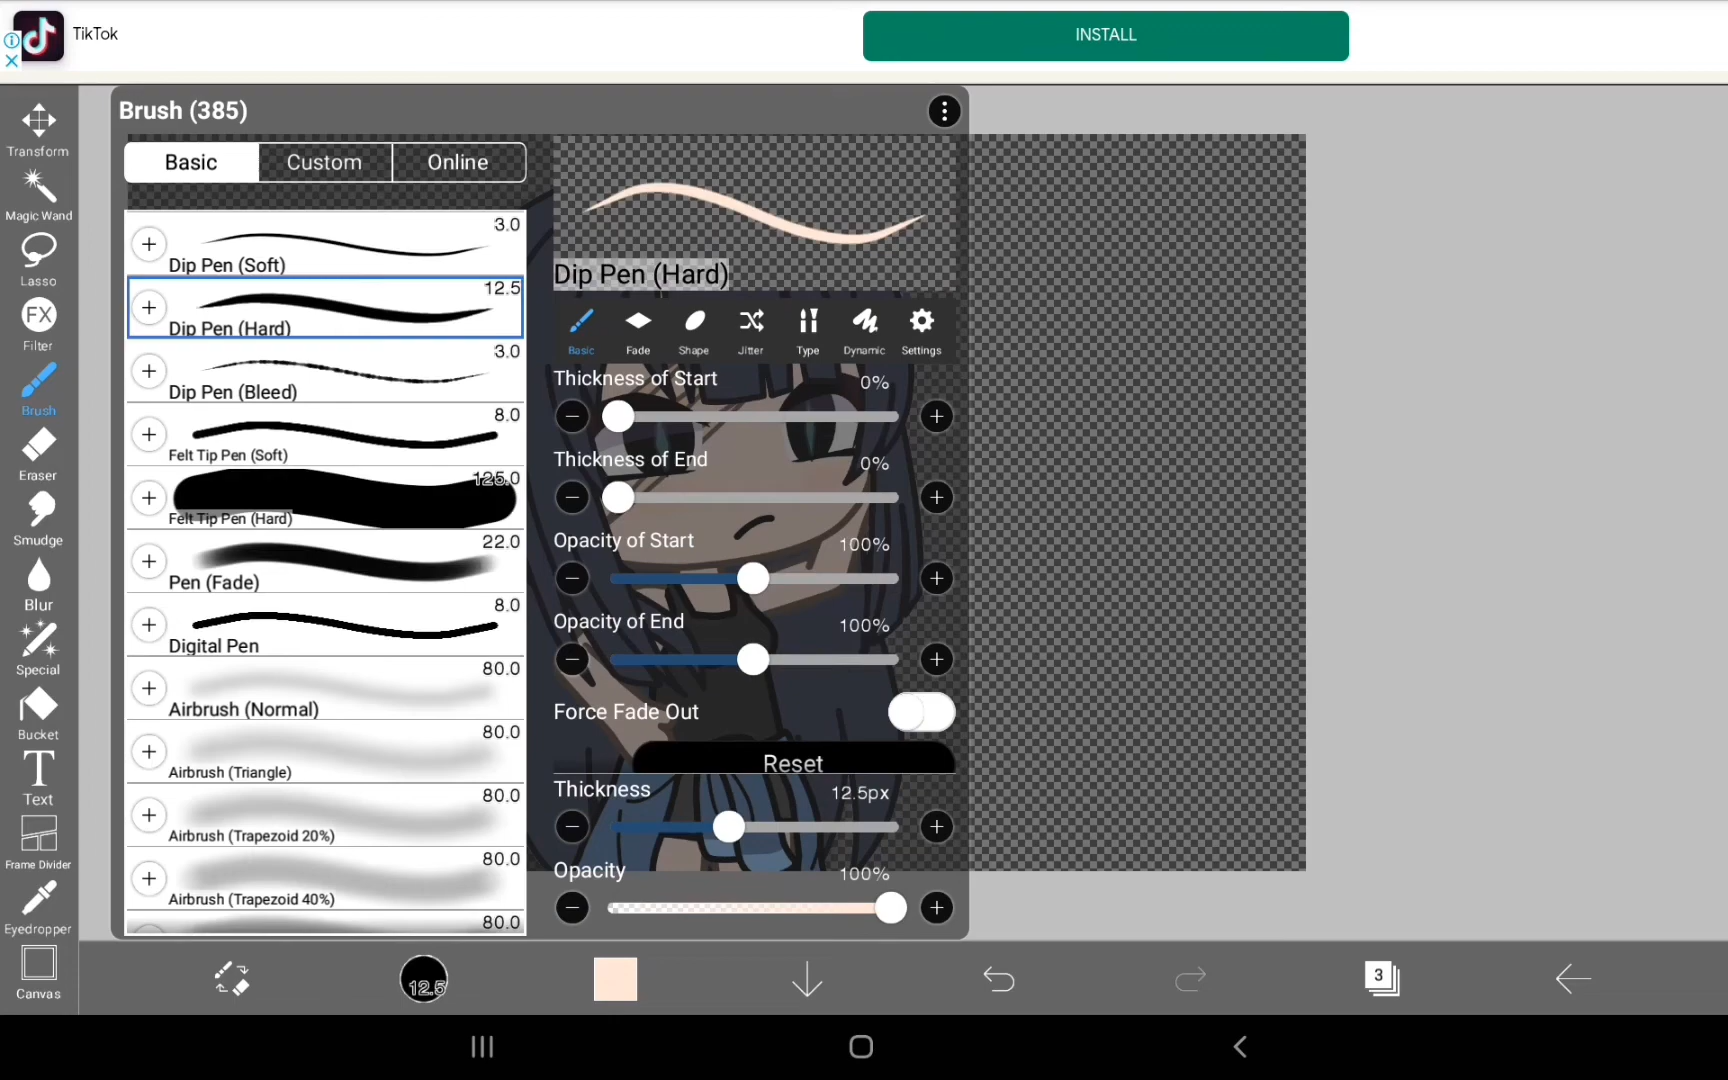 TikTok
INSTALL
Brush (385)
Basic
Custom
Online
3.0
Dip Pen (Soft)
12.5
Dip Pen (Hard)
3.0
Dip Pen (Bleed)
8.0
Felt Tip Pen (Soft)
125.0
Felt Tip Pen (Hard)
22.0
Pen (Fade)
8.0
Digital Pen
80.0
Airbrush (Normal)
80.0
Airbrush (Triangle)
80.0
Airbrush (Trapezoid 20%)
80.0
Airbrush (Trapezoid 40%)
80.0
Dip Pen (Hard)
Basic
Fade
Shape
Jitter
Type
Dynamic
Settings
Thickness of Start
0%
Thickness of End
0%
Opacity of Start
100%
Opacity of End
100%
Force Fade Out
Reset
Thickness
12.5px
Opacity
100%
Transform
Magic Wand
Lasso
FX
Filter
Brush
Eraser
Smudge
Blur
Special
Bucket
T
Text
Frame Divider
Eyedropper
Canvas
12.5
3